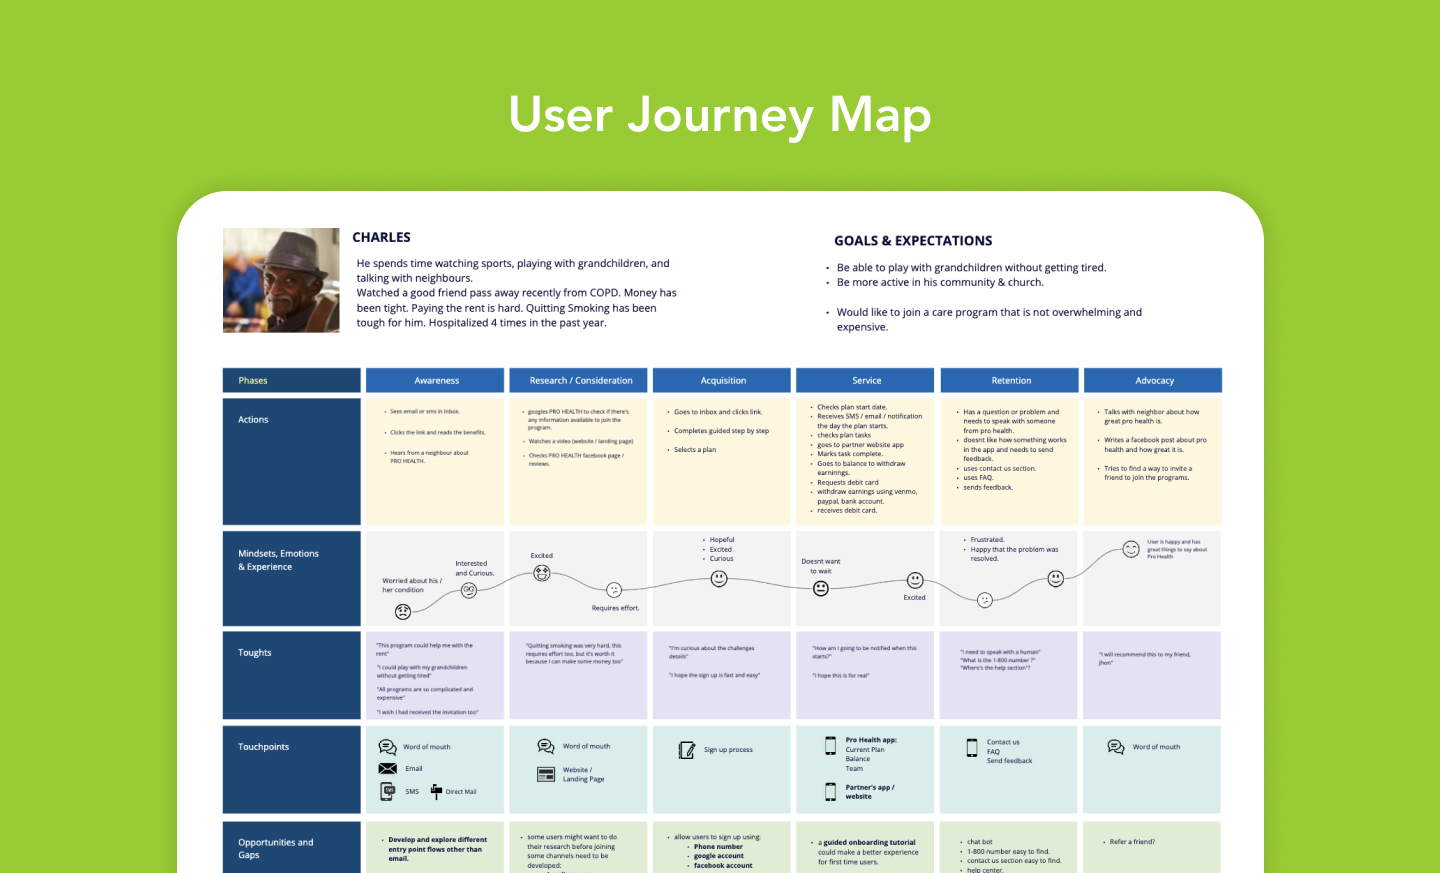 User Journey Map
CHARLES
He spends time watching sports, playing with grandchildren, and
talking with neighbours.
Watched a good friend pass away recently from COPD. Money has
been tight. Paying the rent is hard. Quitting Smoking has been
tough for him. Hospitalized 4 times in the past year.
GOALS & EXPECTATIONS
• Be able to play with grandchildren without getting tired.
• Be more active in his community & church.
• Would like to join a care program that is not overwhelming and
expensive.
Phases
Awareness
Research / Consideration
Acquisition
Service
Retention
Advocacy
Actions
• Sees email or sms in inbox.
• Clicks the link and reads the benefits.
• Hears from a neighbour about
PRO HEALTH.
• googles PRO HEALTH to check if there's
any information available to join the
program.
• Watches a video (website / landing page)
• Checks PRO HEALTH facebook page /
reviews.
• Goes to inbox and clicks link.
• Completes guided step by step
• Selects a plan
• Checks plan start date.
• Receives SMS / email / notification
the day the plan starts.
• checks plan tasks
• goes to partner website app
• Marks task complete.
• Goes to balance to withdraw
earninngs.
• Requests debit card
• withdraw earnings using venmo,
paypal, bank account.
• receives debit card.
• Has a question or problem and
needs to speak with someone
from pro health.
• doesnt like how something works
in the app and needs to send
feedback.
• uses contact us section.
• uses FAQ.
• sends feedback.
• Talks with neighbor about how
great pro health is.
• Writes a facebook post about pro
health and how great it is.
• Tries to find a way to invite a
friend to join the programs.
Mindsets, Emotions
& Experience
Worried about his /
her condition
Interested
and Curious.
Excited
Requires effort.
• Hopeful
• Excited
• Curious
Doesnt want
to wait
Excited
• Frustrated.
• Happy that the problem was
resolved.
User is happy and has
great things to say about
Pro Health
Toughts
"This program could help me with the
rent"
"I could play with my grandchildren
without getting tired"
"All programs are so complicated and
expensive"
"I wish I had received the invitation too"
"Quitting smoking was very hard, this
requires effort too, but it's worth it
because i can make some money too"
"I'm curious about the challenges
details"
"I hope the sign up is fast and easy"
"How am I going to be notified when this
starts?"
"I hope this is for real"
"I need to speak with a human"
"What is the 1-800 number ?"
"Where's the help section"?
"I will recommend this to my friend,
Jhon"
Touchpoints
Word of mouth
Email
SMS
SMS
Direct Mail
Word of mouth
Website /
Landing Page
Sign up process
Pro Health app:
Current Plan
Balance
Team
Partner's app /
website
Contact us
FAQ
Send feedback
Word of mouth
Opportunities and
Gaps
• Develop and explore different
entry point flows other than
email.
• some users might want to do
their research before joining
some channels need to be
developed:
• allow users to sign up using:
• Phone number
• google account
• facebook account
• a guided onboarding tutorial
could make a better experience
for first time users.
• chat bot
• 1-800 number easy to find.
• contact us section easy to find.
• help center.
• Refer a friend?